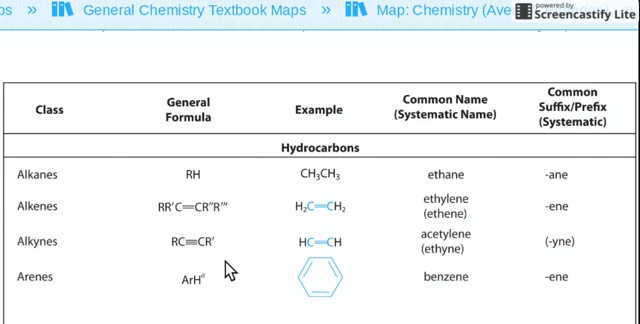 os » General Chemistry Textbook Maps » Map: Chemistry (Ave
powered by
Screencastify Lite
Class General Formula Example Common Name (Systematic Name) Common Suffix/Prefix (Systematic)
Hydrocarbons
Alkanes RH CH₃CH₃ ethane -ane
Alkenes RR′C=CR″R‴ H₂C=CH₂ ethylene (ethene) -ene
Alkynes RC≡CR′ HC=CH acetylene (ethyne) (-yne)
Arenes ArHᵈ benzene -ene